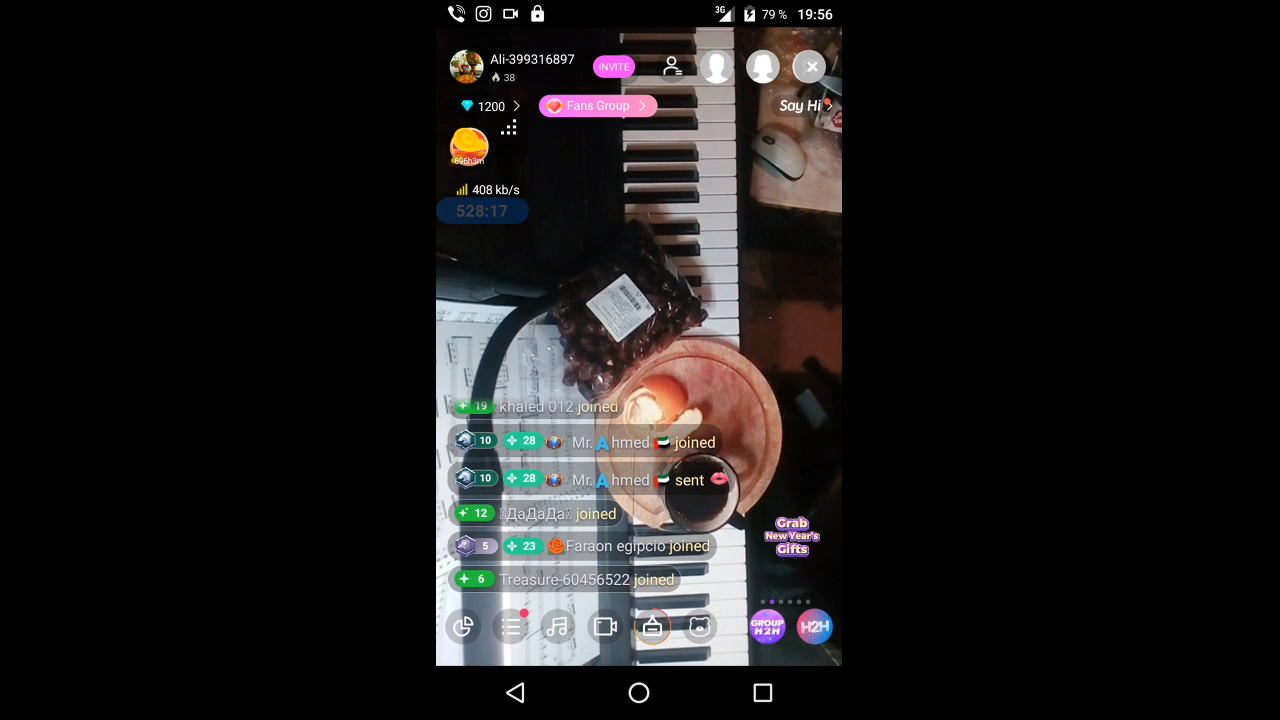 3G
79 %
19:56
Ali-399316897
38
INVITE
1200
Fans Group
Say Hi
696h3m
408 kb/s
528:17
19 khaled 012 joined
10 28 Mr. Ahmed joined
10 28 Mr. Ahmed sent
12 ДаДаДа joined
5 23 Faraon egipcio joined
6 Treasure-60456522 joined
Grab
New Year's
Gifts
GROUP
H2H
H2H